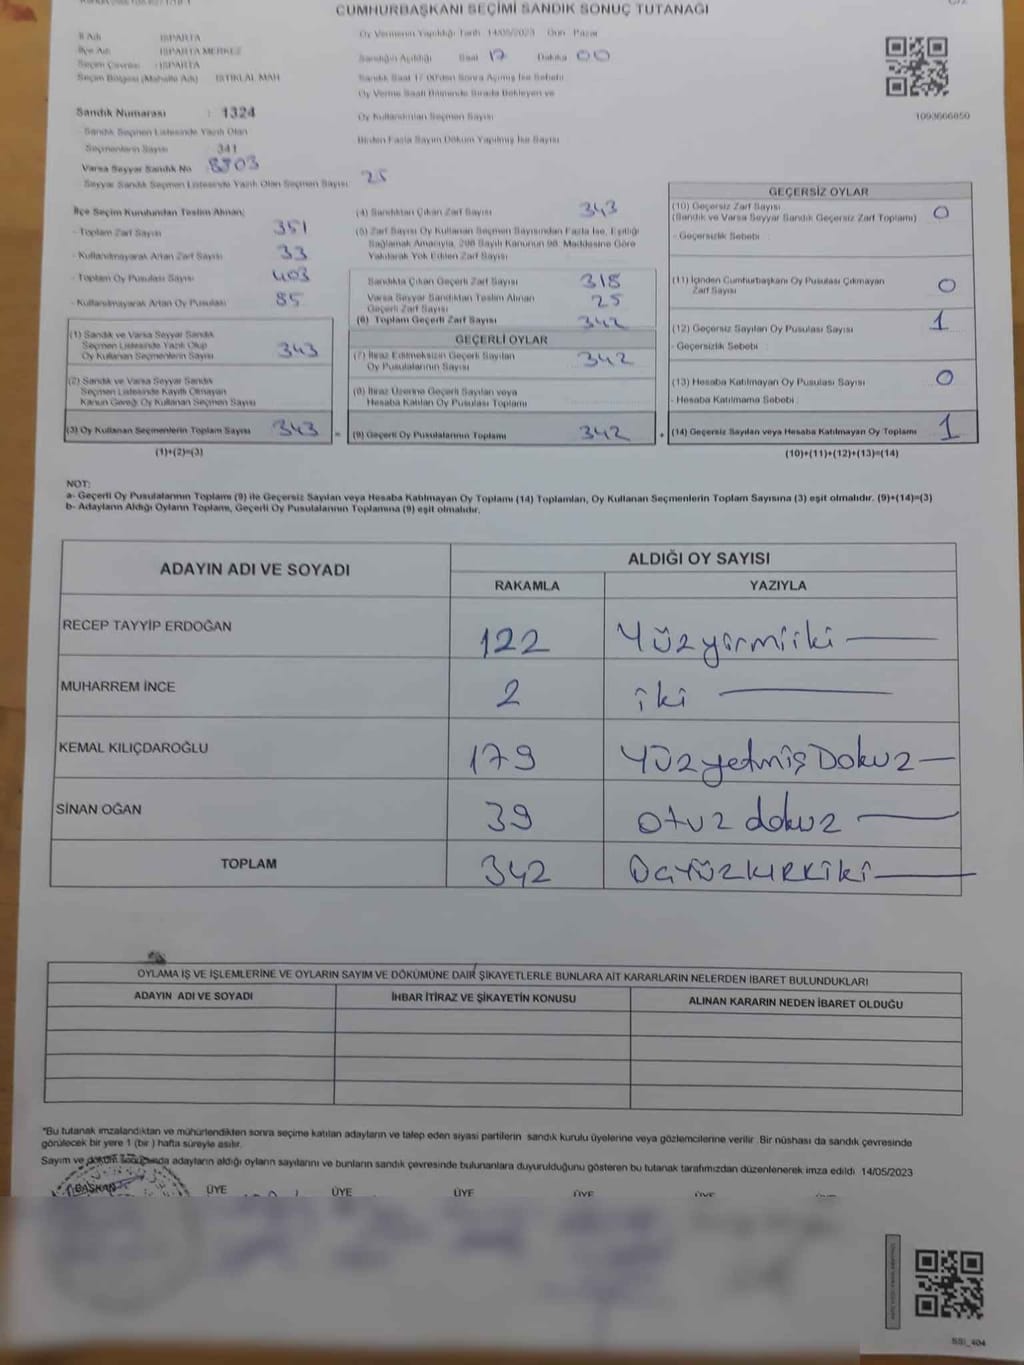 CUMHURBAŞKANI SEÇİMİ SANDIK SONUÇ TUTANAĞI
İl Adı : ISPARTA
İlçe Adı : ISPARTA MERKEZ
Seçim Çevresi : ISPARTA
Seçim Bölgesi (Mahalle Adı) : İSTİKLAL MAH
Oy Vermenin Yapıldığı Tarih 14/05/2023 Gün Pazar
Sandığın Açıldığı Saat 17 Dakika 00
Sandık Saat 17.00'den Sonra Açılmış İse Sebebi
Oy Verme Saati Bitiminde Sırada Bekleyen ve
Oy Kullandırılan Seçmen Sayısı
Birden Fazla Sayım Döküm Yapılmış İse Sayısı
1093606850
Sandık Numarası : 1324
Sandık Seçmen Listesinde Yazılı Olan
Seçmenlerin Sayısı 341
Varsa Seyyar Sandık No 8803
Seyyar Sandık Seçmen Listesinde Yazılı Olan Seçmen Sayısı: 25
İlçe Seçim Kurulundan Teslim Alınan:
- Toplam Zarf Sayısı 351
- Kullanılmayarak Artan Zarf Sayısı 33
- Toplam Oy Pusulası Sayısı 403
- Kullanılmayarak Artan Oy Pusulası 85
(1) Sandık ve Varsa Seyyar Sandık
Seçmen Listesinde Yazılı Olup
Oy Kullanan Seçmenlerin Sayısı 343
(2) Sandık ve Varsa Seyyar Sandık
Seçmen Listesinde Kayıtlı Olmayan
Kanun Gereği Oy Kullanan Seçmen Sayısı
(3) Oy Kullanan Seçmenlerin Toplam Sayısı 343 =
(1)+(2)=(3)
(4) Sandıktan Çıkan Zarf Sayısı 343
(5) Zarf Sayısı Oy Kullanan Seçmen Sayısından Fazla İse, Eşitliği
Sağlamak Amacıyla, 298 Sayılı Kanunun 98. Maddesine Göre
Yakılarak Yok Edilen Zarf Sayısı
Sandıkta Çıkan Geçerli Zarf Sayısı 318
Varsa Seyyar Sandıktan Teslim Alınan
Geçerli Zarf Sayısı 25
(6) Toplam Geçerli Zarf Sayısı 342
GEÇERLİ OYLAR
(7) İtiraz Edilmeksizin Geçerli Sayılan
Oy Pusulalarının Sayısı 342
(8) İtiraz Üzerine Geçerli Sayılan veya
Hesaba Katılan Oy Pusulası Toplamı
(9) Geçerli Oy Pusulalarının Toplamı 342 +
GEÇERSİZ OYLAR
(10) Geçersiz Zarf Sayısı
(Sandık ve Varsa Seyyar Sandık Geçersiz Zarf Toplamı) 0
- Geçersizlik Sebebi :
(11) İçinden Cumhurbaşkanı Oy Pusulası Çıkmayan
Zarf Sayısı 0
(12) Geçersiz Sayılan Oy Pusulası Sayısı 1
- Geçersizlik Sebebi :
(13) Hesaba Katılmayan Oy Pusulası Sayısı 0
- Hesaba Katılmama Sebebi :
(14) Geçersiz Sayılan veya Hesaba Katılmayan Oy Toplamı 1
(10)+(11)+(12)+(13)=(14)
NOT:
a- Geçerli Oy Pusulalarının Toplamı (9) ile Geçersiz Sayılan veya Hesaba Katılmayan Oy Toplamı (14) Toplamları, Oy Kullanan Seçmenlerin Toplam Sayısına (3) eşit olmalıdır. (9)+(14)=(3)
b- Adayların Aldığı Oyların Toplamı, Geçerli Oy Pusulalarının Toplamına (9) eşit olmalıdır.
ADAYIN ADI VE SOYADI
ALDIĞI OY SAYISI
RAKAMLA YAZIYLA
RECEP TAYYİP ERDOĞAN 122 Yüzyirmiiki
MUHARREM İNCE 2 iki
KEMAL KILIÇDAROĞLU 179 YüzyetmişDokuz
SİNAN OĞAN 39 otuz dokuz
TOPLAM 342 ÜçYÜZKIRKİKİ
OYLAMA İŞ VE İŞLEMLERİNE VE OYLARIN SAYIM VE DÖKÜMÜNE DAİR ŞİKAYETLERLE BUNLARA AİT KARARLARIN NELERDEN İBARET BULUNDUKLARI
ADAYIN ADI VE SOYADI İHBAR İTİRAZ VE ŞİKAYETİN KONUSU ALINAN KARARIN NEDEN İBARET OLDUĞU
"Bu tutanak imzalandıktan ve mühürlendikten sonra seçime katılan adayların ve talep eden siyasi partilerin sandık kurulu üyelerine veya gözlemcilerine verilir. Bir nüshası da sandık çevresinde
görülecek bir yere 1 (bir ) hafta süreyle asılır.
Sayım ve döküm sonucunda adayların aldığı oyların sayılarını ve bunların sandık çevresinde bulunanlara duyurulduğunu gösteren bu tutanak tarafımızdan düzenlenerek imza edildi. 14/05/2023
BAŞKAN ÜYE ÜYE ÜYE ÜYE ÜYE ÜYE
SSI_404